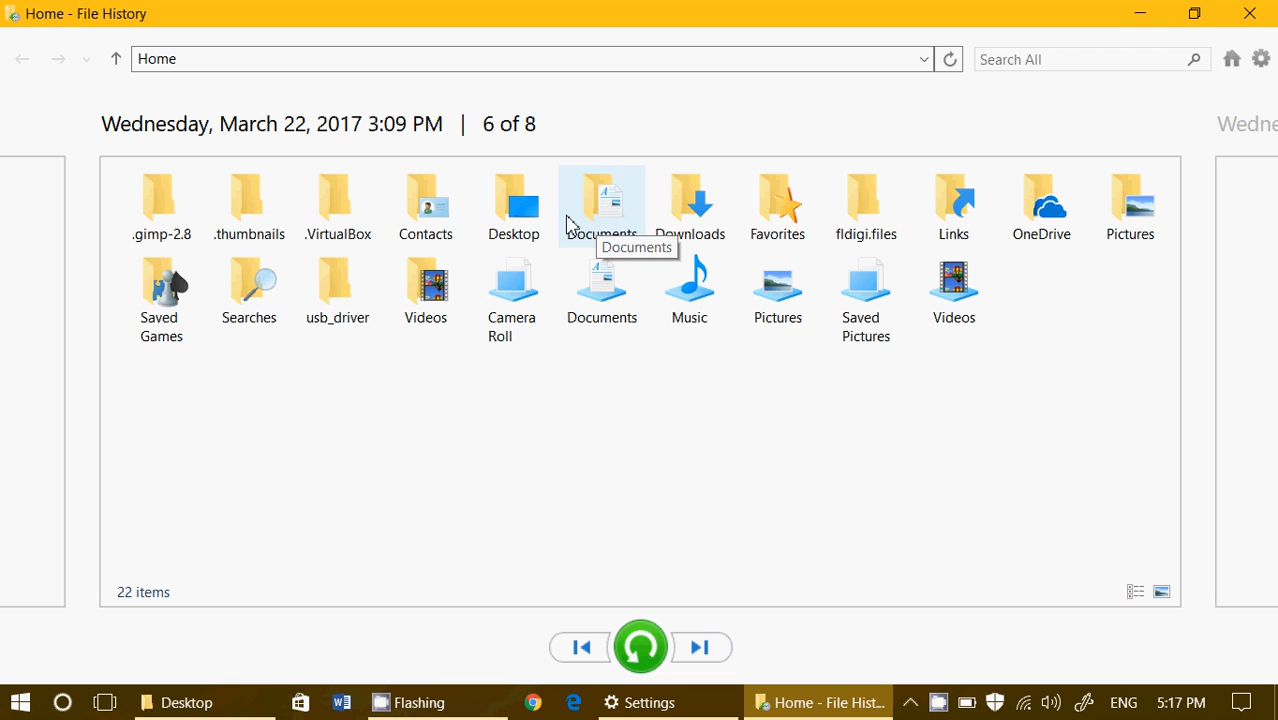 Home - File History
Home
Search All
Wednesday, March 22, 2017 3:09 PM | 6 of 8
Wedne
.gimp-2.8 .thumbnails .VirtualBox Contacts Desktop Documents Downloads Favorites fldigi.files Links OneDrive Pictures
Documents
Saved Games Searches usb_driver Videos Camera Roll Documents Music Pictures Saved Pictures Videos
22 items
Desktop Flashing Settings Home - File Hist... ENG 5:17 PM